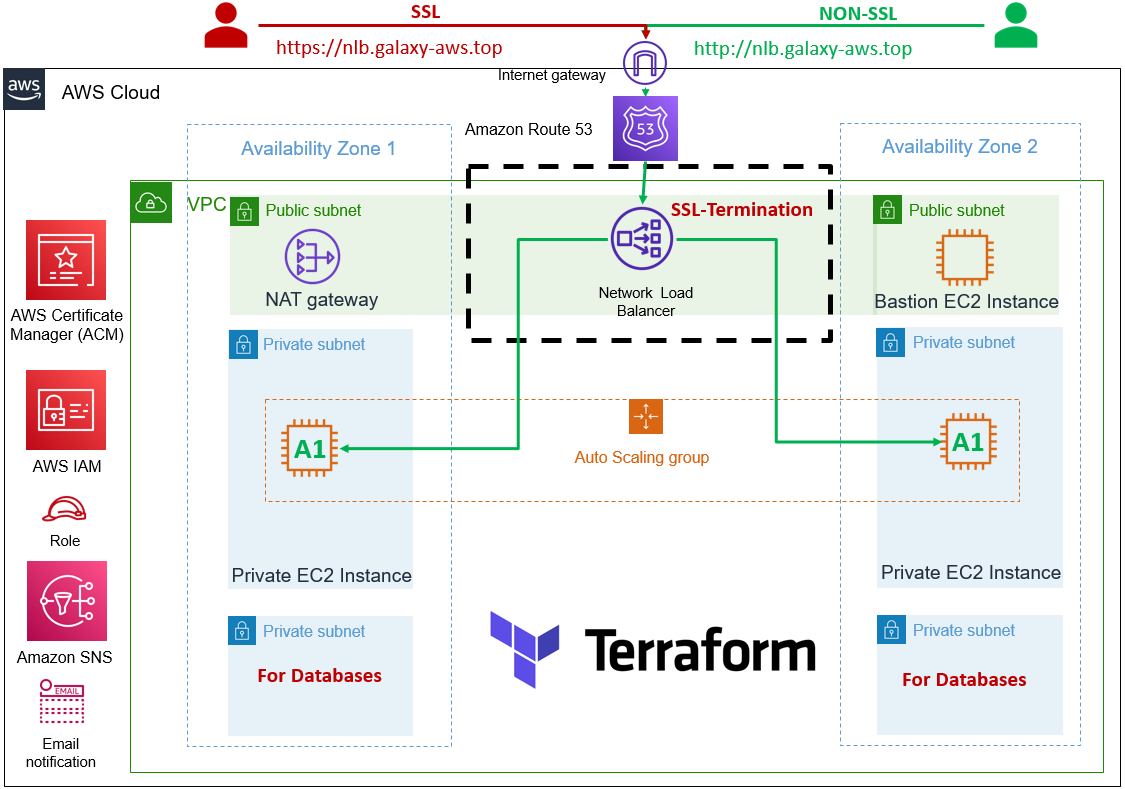 SSL
NON-SSL
https://nlb.galaxy-aws.top
http://nlb.galaxy-aws.top
Internet gateway
aws
AWS Cloud
Amazon Route 53
53
Availability Zone 1
Availability Zone 2
VPC
Public subnet
SSL-Termination
Public subnet
NAT gateway
Network Load
Balancer
Bastion EC2 Instance
AWS Certificate
Manager (ACM)
Private subnet
Private subnet
A1
A1
Auto Scaling group
AWS IAM
Role
Private EC2 Instance
Private EC2 Instance
Private subnet
Private subnet
Amazon SNS
For Databases
For Databases
Terraform
EMAIL
Email
notification